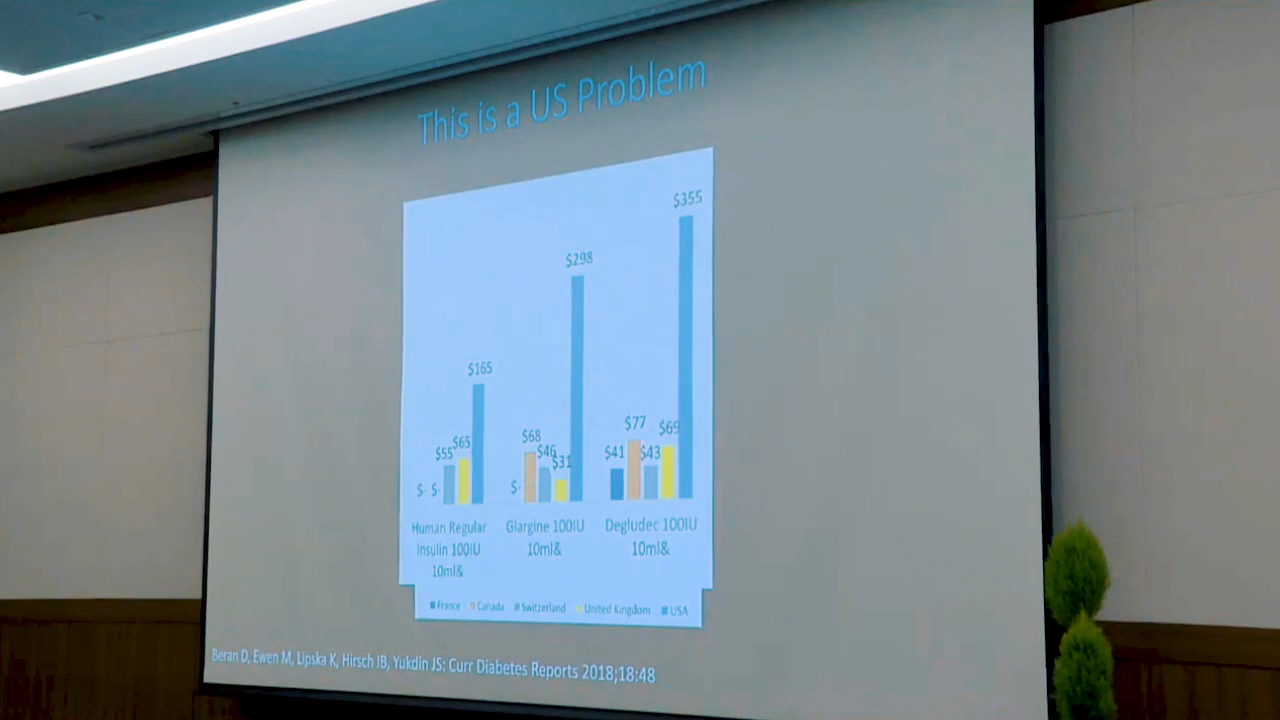 This is a US Problem
$355
$298
$165
$77
$68
$69
$65
$55
$46
$41
$43
$31
$- $-
$-
Human Regular Insulin 100IU 10ml&
Glargine 100IU 10ml&
Degludec 100IU 10ml&
France Canada Switzerland United Kingdom USA
Beran D, Ewen M, Lipska K, Hirsch IB, Yukdin JS: Curr Diabetes Reports 2018;18:48